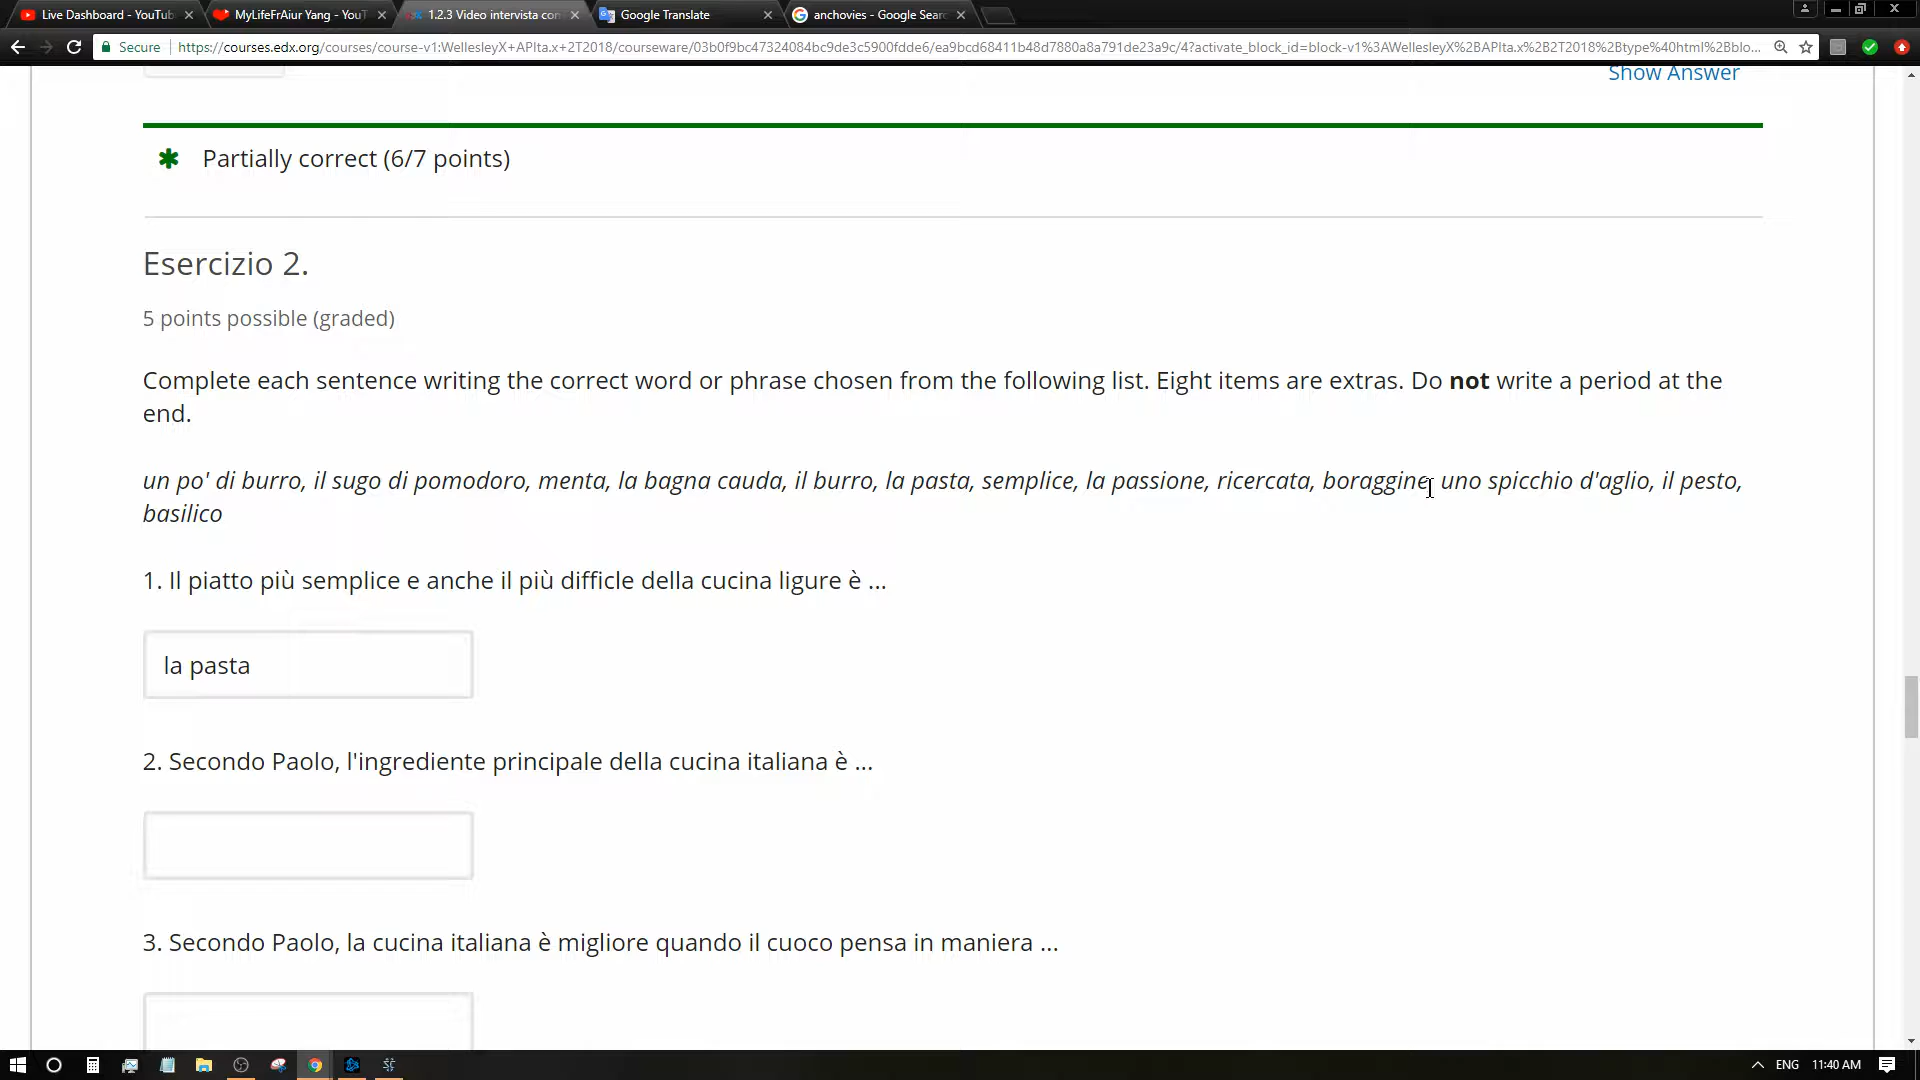 Live Dashboard - YouTub
MyLifeFrAiur Yang - YouT
1.2.3 Video intervista con
Google Translate
anchovies - Google Sear
Secure
https://courses.edx.org/courses/course-v1:WellesleyX+APIta.x+2T2018/courseware/03b0f9bc47324084bc9de3c5900fdde6/ea9bcd68411b48d7880a8a791de23a9c/4?activate_block_id=block-v1%3AWellesleyX%2BAPIta.x%2B2T2018%2Btype%40html%2Bblo...
Show Answer
Partially correct (6/7 points)
Esercizio 2.
5 points possible (graded)
Complete each sentence writing the correct word or phrase chosen from the following list. Eight items are extras. Do not write a period at the
end.
un po' di burro, il sugo di pomodoro, menta, la bagna cauda, il burro, la pasta, semplice, la passione, ricercata, boraggine, uno spicchio d'aglio, il pesto,
basilico
1. Il piatto più semplice e anche il più difficle della cucina ligure è ...
la pasta
2. Secondo Paolo, l'ingrediente principale della cucina italiana è ...
3. Secondo Paolo, la cucina italiana è migliore quando il cuoco pensa in maniera ...
ENG
11:40 AM